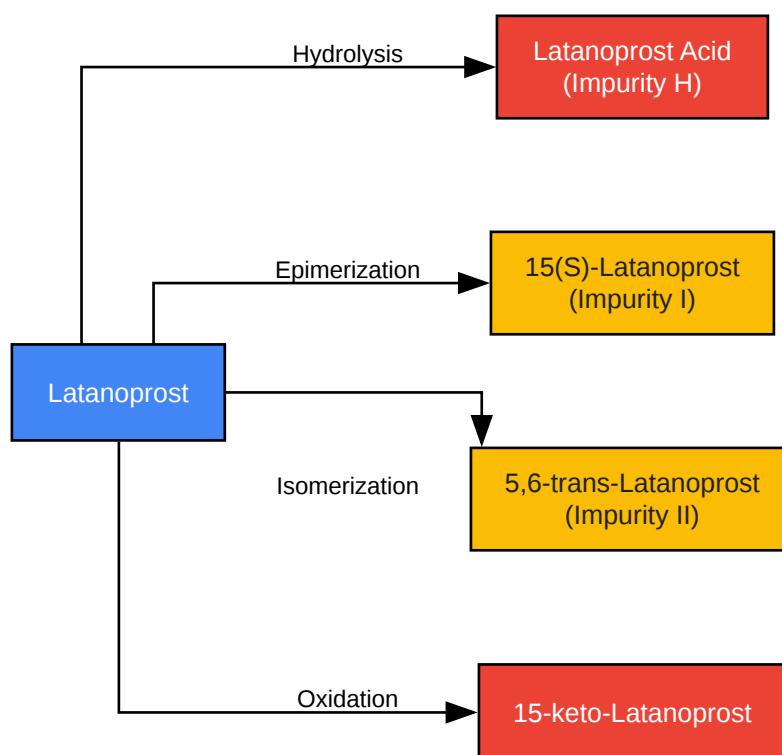 Hydrolysis
Latanoprost Acid
(Impurity H)
Epimerization
15(S)-Latanoprost
(Impurity I)
Latanoprost
Isomerization
5,6-trans-Latanoprost
(Impurity II)
Oxidation
15-keto-Latanoprost